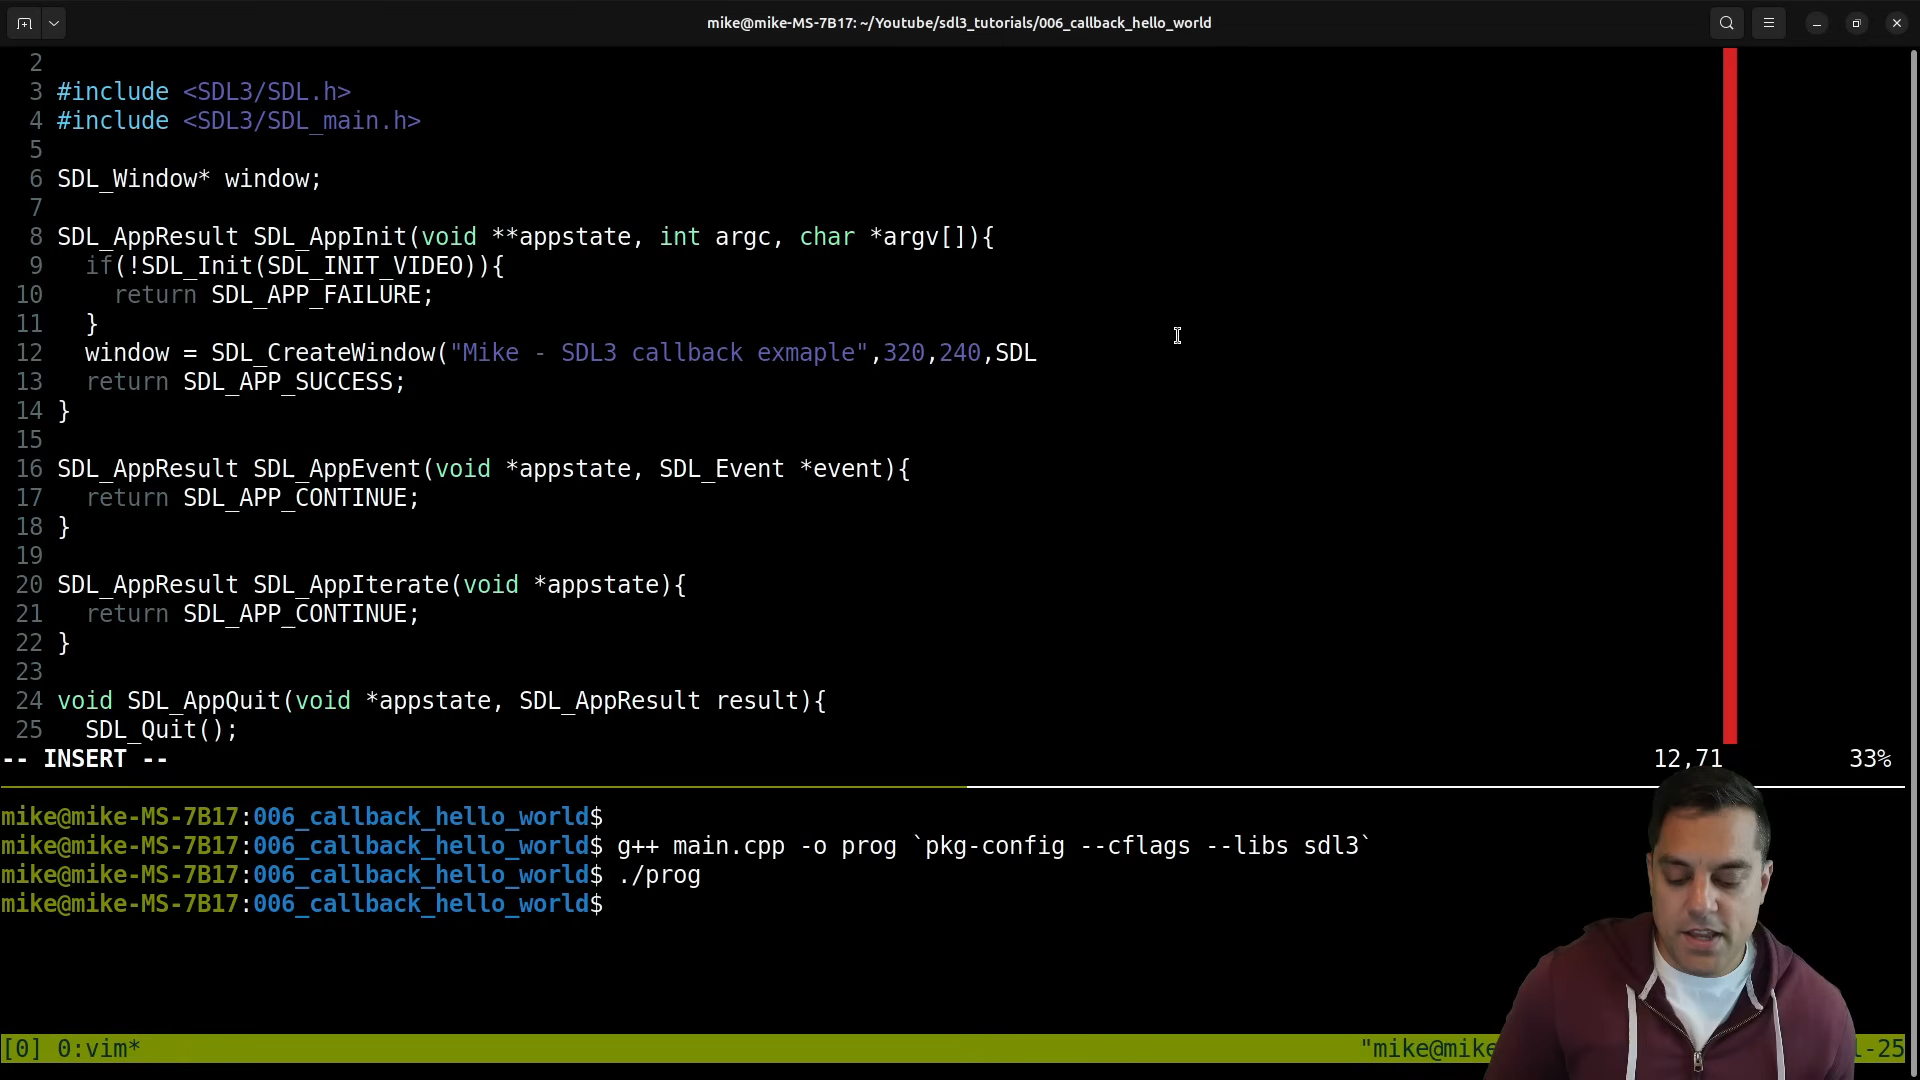 mike@mike-MS-7B17: ~/Youtube/sdl3_tutorials/006_callback_hello_world
2
3 #include <SDL3/SDL.h>
4 #include <SDL3/SDL_main.h>
5
6 SDL_Window* window;
7
8 SDL_AppResult SDL_AppInit(void **appstate, int argc, char *argv[]){
9   if(!SDL_Init(SDL_INIT_VIDEO)){
10     return SDL_APP_FAILURE;
11   }
12   window = SDL_CreateWindow("Mike - SDL3 callback exmaple",320,240,SDL
13   return SDL_APP_SUCCESS;
14 }
15
16 SDL_AppResult SDL_AppEvent(void *appstate, SDL_Event *event){
17   return SDL_APP_CONTINUE;
18 }
19
20 SDL_AppResult SDL_AppIterate(void *appstate){
21   return SDL_APP_CONTINUE;
22 }
23
24 void SDL_AppQuit(void *appstate, SDL_AppResult result){
25   SDL_Quit();
-- INSERT -- 12,71 33%
mike@mike-MS-7B17:006_callback_hello_world$
mike@mike-MS-7B17:006_callback_hello_world$ g++ main.cpp -o prog `pkg-config --cflags --libs sdl3`
mike@mike-MS-7B17:006_callback_hello_world$ ./prog
mike@mike-MS-7B17:006_callback_hello_world$
[0] 0:vim* "mike@mike -25